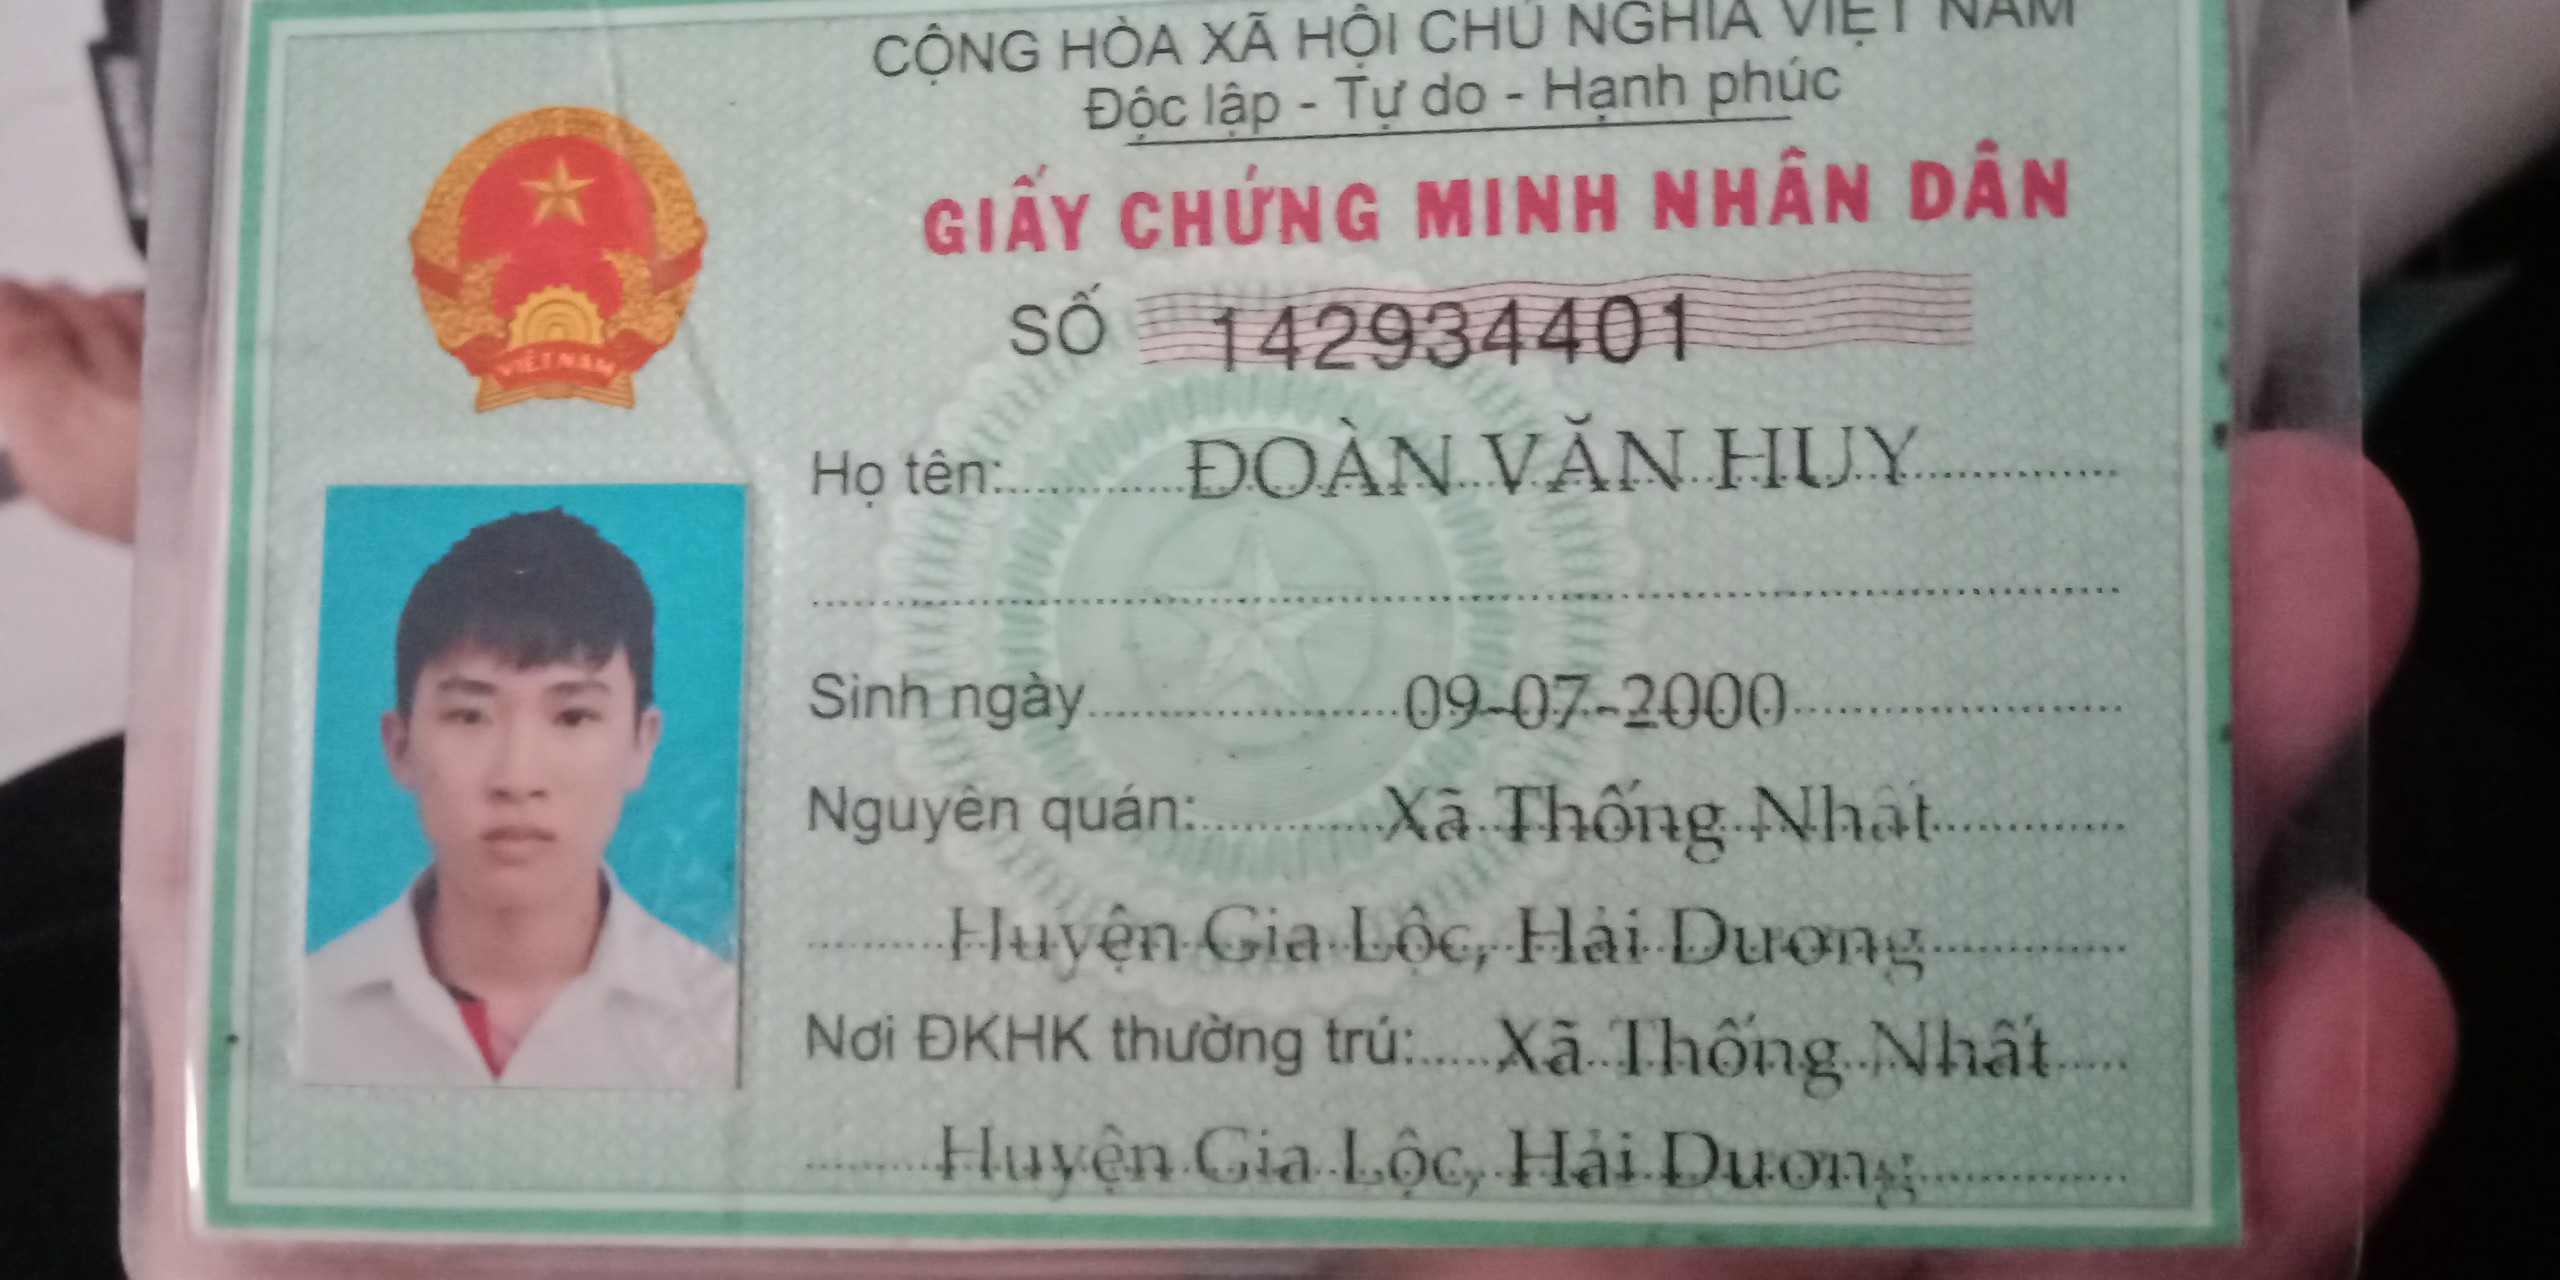 CỘNG HÒA XÃ HỘI CHỦ NGHĨA VIỆT NAM
Độc lập - Tự do - Hạnh phúc
GIẤY CHỨNG MINH NHÂN DÂN
SỐ 142934401
VIỆT NAM
Họ tên: ĐOÀN VĂN HUY
Sinh ngày 09-07-2000
Nguyên quán: Xã Thống Nhất
Huyện Gia Lộc, Hải Dương
Nơi ĐKHK thường trú: Xã Thống Nhất
Huyện Gia Lộc, Hải Dương